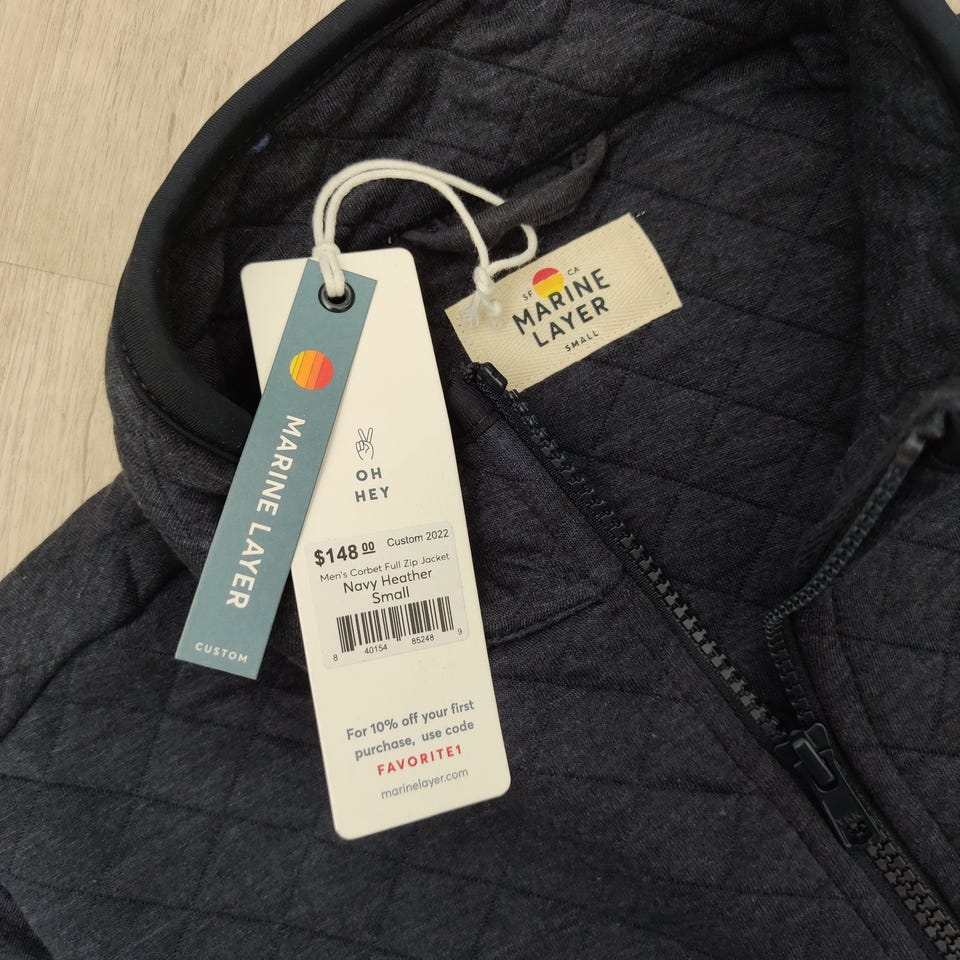 SF CA
MARINE
LAYER
SMALL
MARINE LAYER
CUSTOM
OH
HEY
$148 00 Custom 2022
Men's Corbet Full Zip Jacket
Navy Heather
Small
8 40154 85248 9
For 10% off your first
purchase, use code
FAVORITE1
marinelayer.com